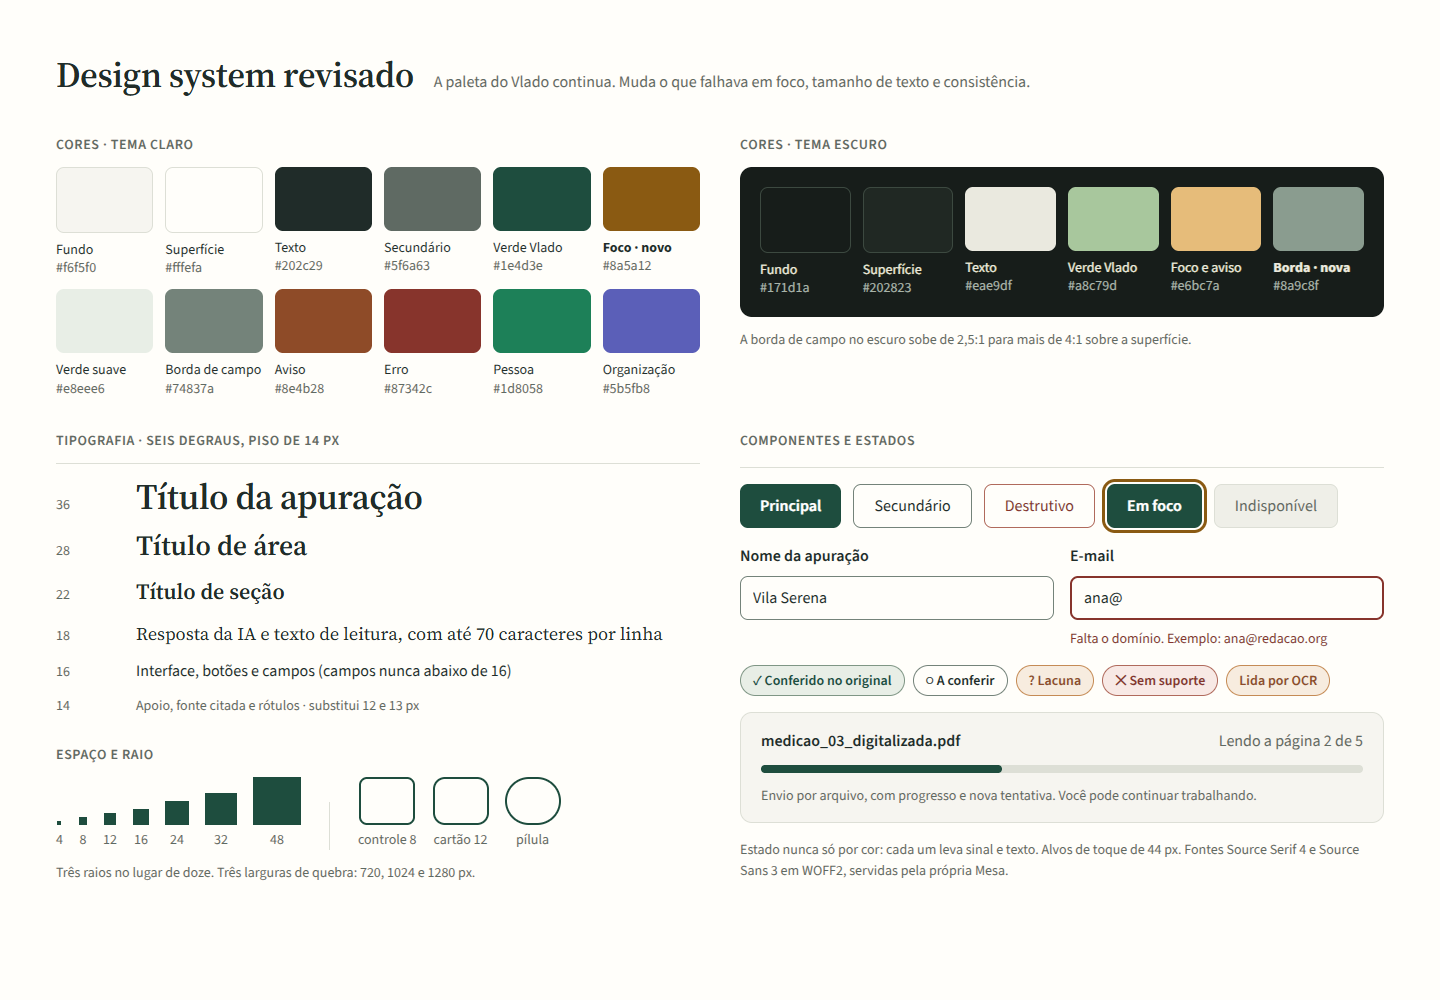 Design system revisado
A paleta do Vlado continua. Muda o que falhava em foco, tamanho de texto e consistência.
CORES · TEMA CLARO
Fundo
#f6f5f0
Superfície
#fffefa
Texto
#202c29
Secundário
#5f6a63
Verde Vlado
#1e4d3e
Foco · novo
#8a5a12
Verde suave
#e8eee6
Borda de campo
#74837a
Aviso
#8e4b28
Erro
#87342c
Pessoa
#1d8058
Organização
#5b5fb8
CORES · TEMA ESCURO
Fundo
#171d1a
Superfície
#202823
Texto
#eae9df
Verde Vlado
#a8c79d
Foco e aviso
#e6bc7a
Borda · nova
#8a9c8f
A borda de campo no escuro sobe de 2,5:1 para mais de 4:1 sobre a superfície.
TIPOGRAFIA · SEIS DEGRAUS, PISO DE 14 PX
36 Título da apuração
28 Título de área
22 Título de seção
18 Resposta da IA e texto de leitura, com até 70 caracteres por linha
16 Interface, botões e campos (campos nunca abaixo de 16)
14 Apoio, fonte citada e rótulos · substitui 12 e 13 px
ESPAÇO E RAIO
4 8 12 16 24 32 48
controle 8 cartão 12 pílula
Três raios no lugar de doze. Três larguras de quebra: 720, 1024 e 1280 px.
COMPONENTES E ESTADOS
Principal Secundário Destrutivo Em foco Indisponível
Nome da apuração
Vila Serena
E-mail
ana@
Falta o domínio. Exemplo: ana@redacao.org
✓ Conferido no original ○ A conferir ? Lacuna ✕ Sem suporte Lida por OCR
medicao_03_digitalizada.pdf Lendo a página 2 de 5
Envio por arquivo, com progresso e nova tentativa. Você pode continuar trabalhando.
Estado nunca só por cor: cada um leva sinal e texto. Alvos de toque de 44 px. Fontes Source Serif 4 e Source
Sans 3 em WOFF2, servidas pela própria Mesa.